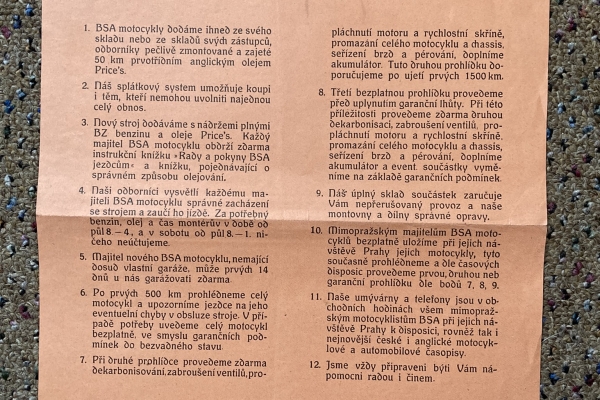 1. BSA motocykly dodáme ihned ze svého
skladu nebo ze skladů svých zástupců,
odborníky pečlivě zmontované a zajeté
50 km prvotřídním anglickým olejem
Price's.
2. Náš splátkový systém umožňuje koupi
i těm, kteří nemohou uvolniti najednou
celý obnos.
3. Nový stroj dodáváme s nádržemi plnými
BZ benzinu a oleje Price's. Každý
majitel BSA motocyklu obdrží zdarma
instrukční knížku »Rady a pokyny BSA
jezdcům« a knížku, pojednávající o
správném způsobu olejování.
4. Naši odborníci vysvětlí každému ma-
jiteli BSA motocyklu správné zacházení
se strojem a zaučí ho jízdě. Za potřebný
benzin, olej a čas montérův v době od
půl 8.—4., a v sobotu od půl 8.—1. ni-
čeho neúčtujeme.
5. Majitel nového BSA motocyklu, nemající
dosud vlastní garáže, může prvých 14
dnů u nás garážovati zdarma.
6. Po prvých 500 km prohlédneme celý
motocykl a upozorníme jezdce na jeho
eventuelní chyby v obsluze stroje. V pří-
padě potřeby uvedeme celý motocykl
bezplatně, ve smyslu garančních pod-
mínek do bezvadného stavu.
7. Při druhé prohlídce provedeme zdarma
dekarbonisování, zabroušení ventilů, pro-
pláchnutí motoru a rychlostní skříně,
promazání celého motocyklu a chassis,
seřízení brzd a pérování, doplníme
akumulátor. Tuto druhou prohlídku do-
poručujeme po ujetí prvých 1500 km.
8. Třetí bezplatnou prohlídku provedeme
před uplynutím garanční lhůty. Při této
příležitosti provedeme zdarma druhou
dekarbonisaci, zabroušení ventilů, pro-
pláchnutí motoru a rychlostní skříně,
promazání celého motocyklu a chassis,
seřízení brzd a pérování, doplníme
akumulátor a event. součástky vymě-
níme na základě garančních podmínek.
9. Náš úplný sklad součástek zaručuje
Vám nepřerušovaný provoz a naše
montovny a dílny správné opravy.
10. Mimopražským majitelům BSA moto-
cyklů bezplatně uložíme při jejich ná-
vštěvě Prahy jejich motocykly, tyto
současně prohlédneme a dle časových
disposic provedeme prvou, druhou neb
garanční prohlídku dle bodů 7, 8, 9.
11. Naše umývárny a telefony jsou v ob-
chodních hodinách všem mimopraž-
ským motocyklistům BSA při jejich ná-
vštěvě Prahy k disposici, rovněž tak i
nejnovější české i anglické motocyk-
lové a automobilové časopisy.
12. Jsme vždy připraveni býti Vám ná-
pomocni radou i činem.